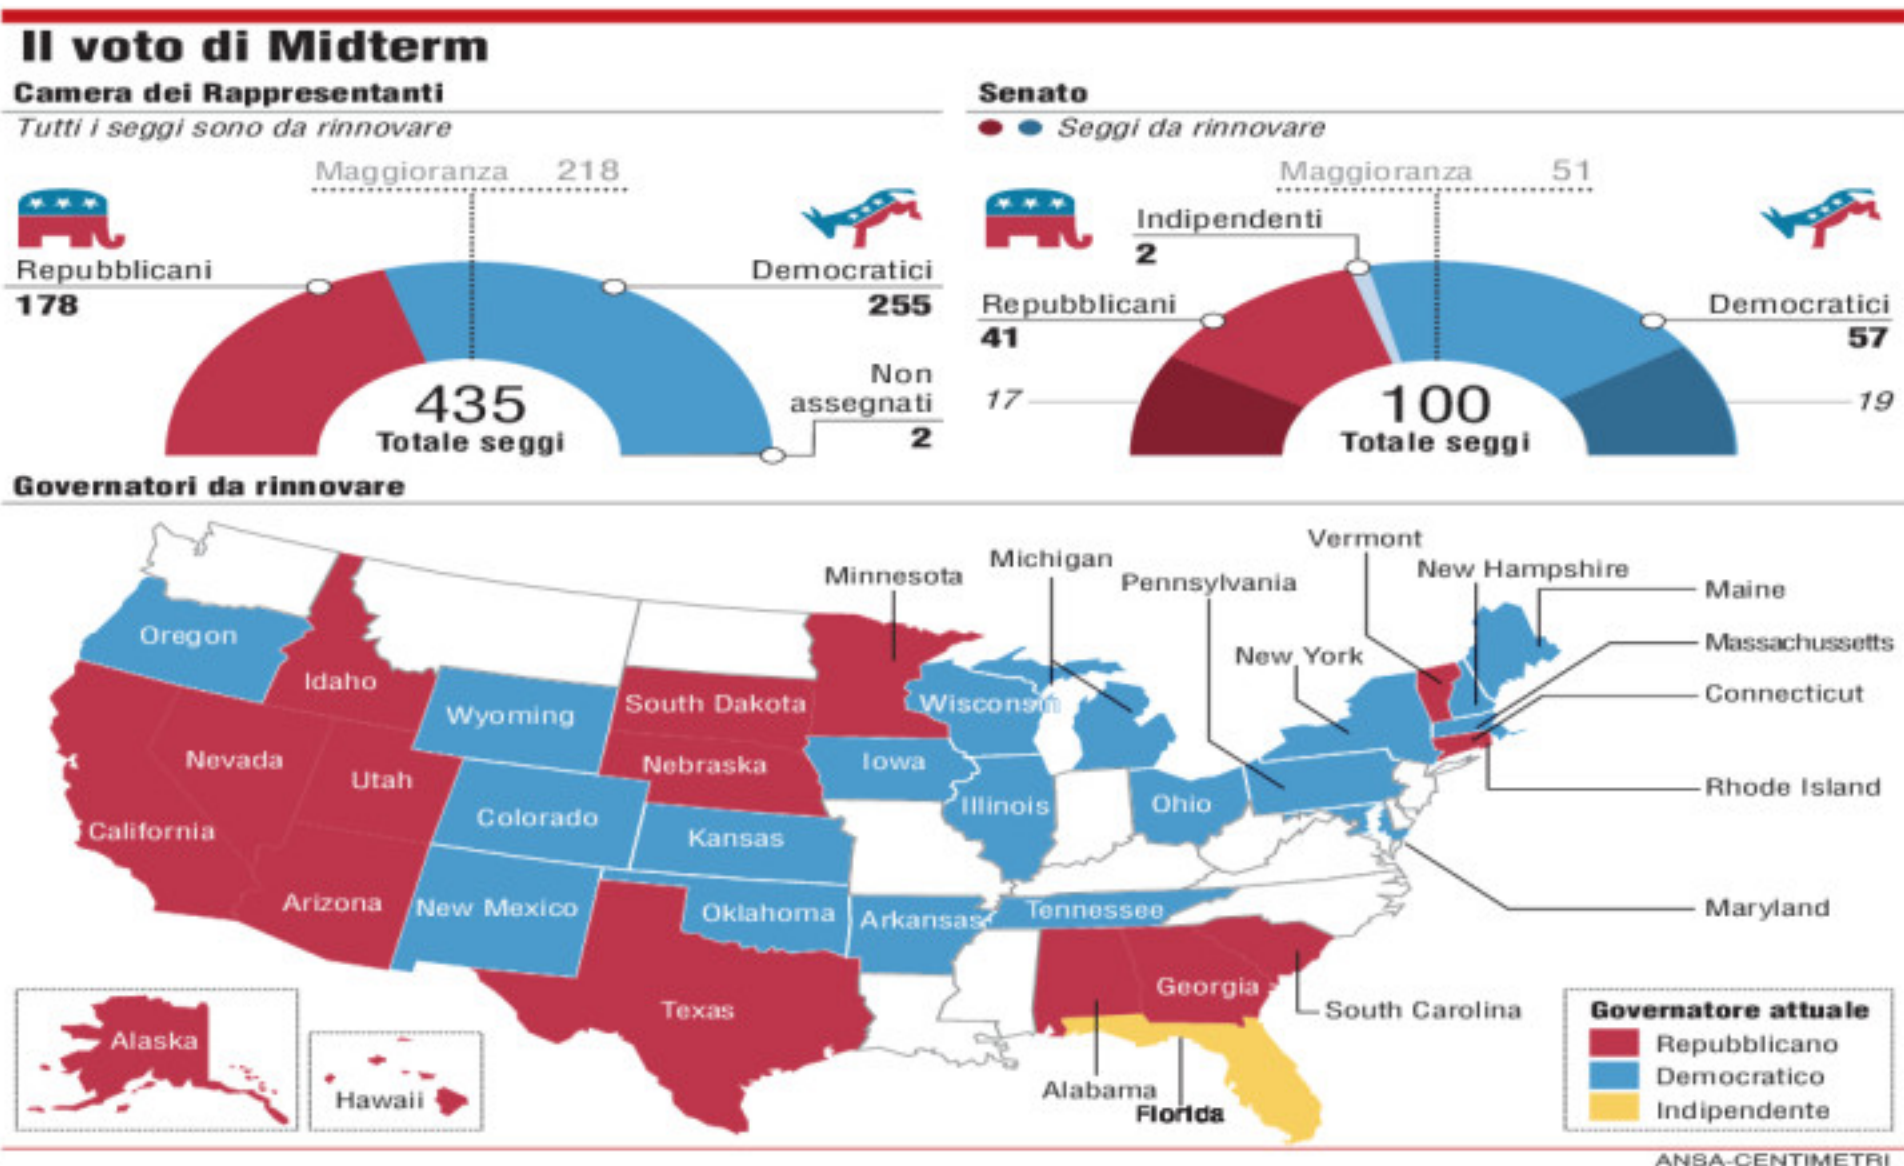 Il voto di Midterm
Camera dei Rappresentanti
Tutti i seggi sono da rinnovare
Maggioranza 218
Repubblicani
178
Democratici
255
Non
assegnati
2
435
Totale seggi
Senato
Seggi da rinnovare
Maggioranza 51
Indipendenti
2
Repubblicani
41
Democratici
57
17
19
100
Totale seggi
Governatori da rinnovare
Vermont
Michigan
New Hampshire
Minnesota
Pennsylvania
Maine
Oregon
Massachussetts
New York
Idaho
Connecticut
South Dakota
Wisconsin
Wyoming
Nevada
Iowa
Nebraska
Utah
Rhode Island
Illinois
Ohio
Colorado
California
Kansas
Arizona
New Mexico
Oklahoma
Arkansas
Tennessee
Maryland
Georgia
Texas
South Carolina
Alaska
Hawaii
Alabama
Florida
Governatore attuale
Repubblicano
Democratico
Indipendente
ANSA-CENTIMETRI